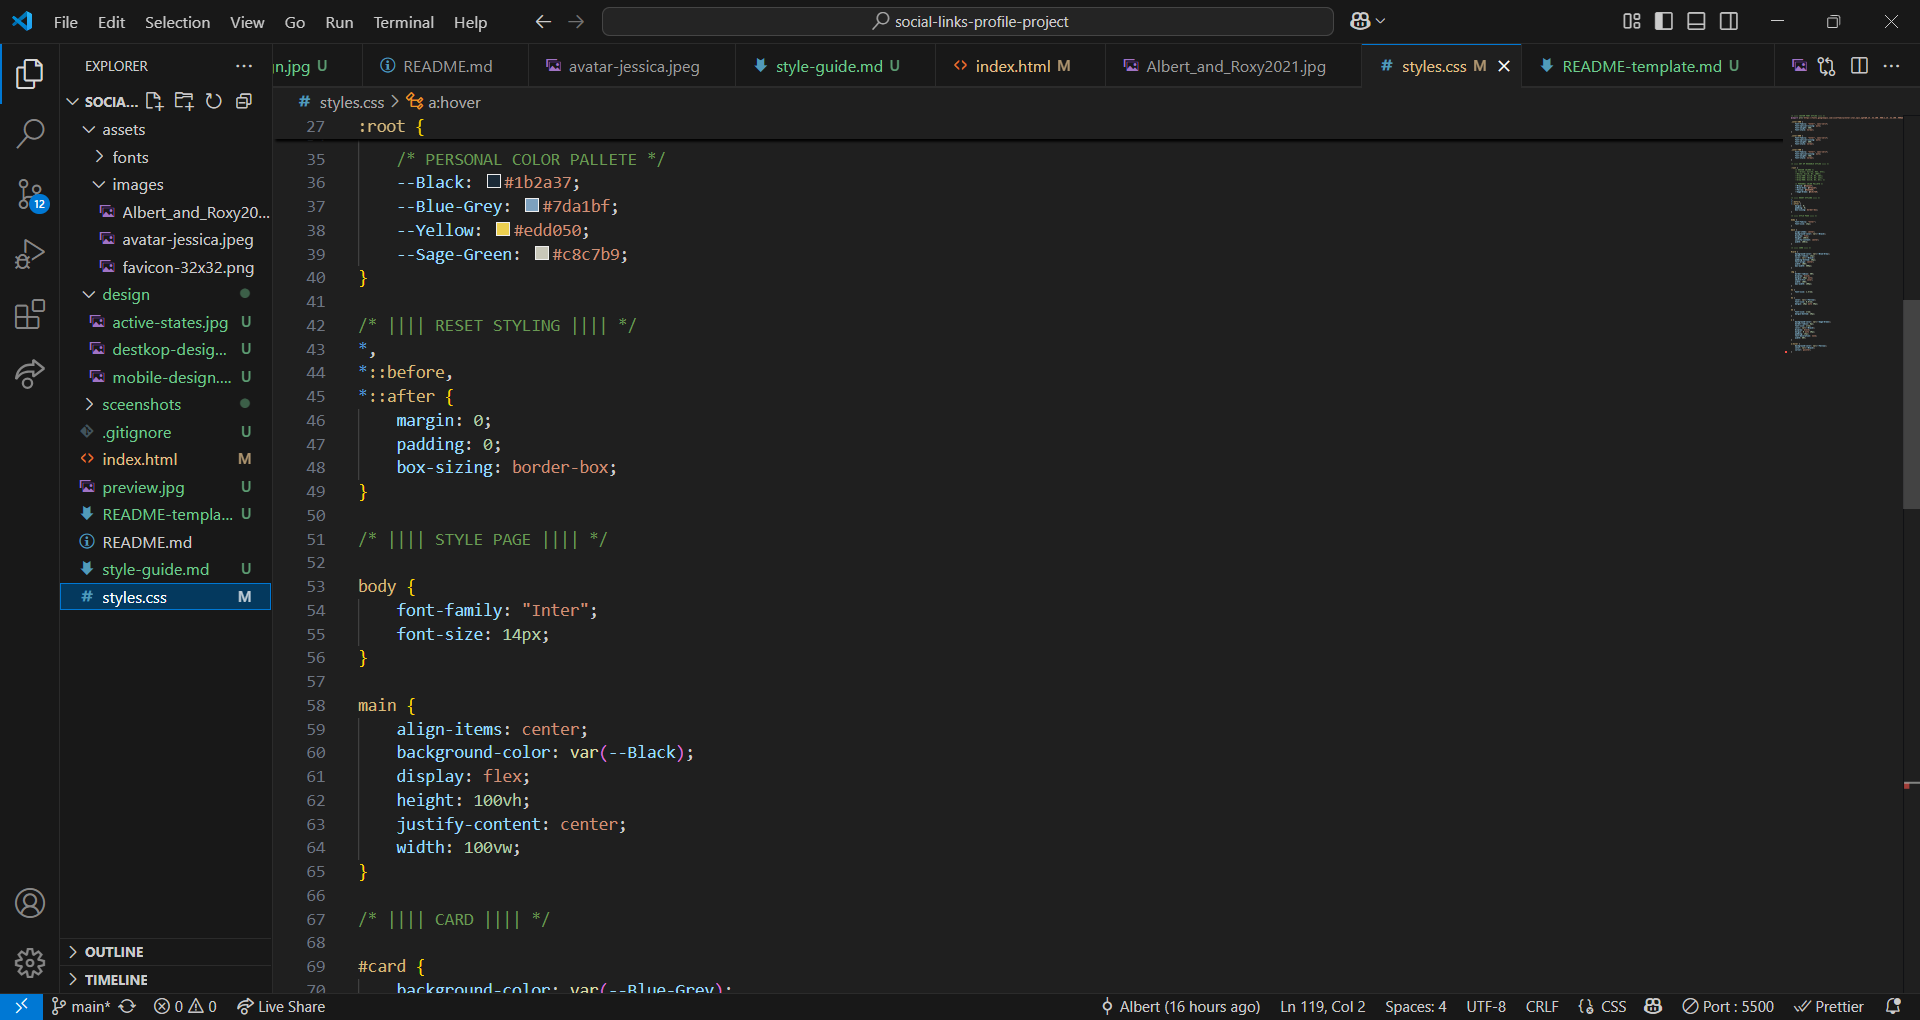 File Edit Selection View Go Run Terminal Help
social-links-profile-project
EXPLORER
n.jpg U
README.md
avatar-jessica.jpeg
style-guide.md U
index.html M
Albert_and_Roxy2021.jpg
styles.css M
README-template.md U
SOCIA...
assets
fonts
images
Albert_and_Roxy20...
avatar-jessica.jpeg
favicon-32x32.png
design
active-states.jpg U
destkop-desig... U
mobile-design.... U
sceenshots
.gitignore U
index.html M
preview.jpg U
README-templa... U
README.md
style-guide.md U
styles.css M
OUTLINE
TIMELINE
styles.css > a:hover
27 :root {
35 /* PERSONAL COLOR PALLETE */
36 --Black: #1b2a37;
37 --Blue-Grey: #7da1bf;
38 --Yellow: #edd050;
39 --Sage-Green: #c8c7b9;
40 }
41
42 /* |||| RESET STYLING |||| */
43 *,
44 *::before,
45 *::after {
46 margin: 0;
47 padding: 0;
48 box-sizing: border-box;
49 }
50
51 /* |||| STYLE PAGE |||| */
52
53 body {
54 font-family: "Inter";
55 font-size: 14px;
56 }
57
58 main {
59 align-items: center;
60 background-color: var(--Black);
61 display: flex;
62 height: 100vh;
63 justify-content: center;
64 width: 100vw;
65 }
66
67 /* |||| CARD |||| */
68
69 #card {
70 background-color: var(--Blue-Grey);
12
main* 0 0 Live Share
Albert (16 hours ago) Ln 119, Col 2 Spaces: 4 UTF-8 CRLF CSS Port : 5500 Prettier